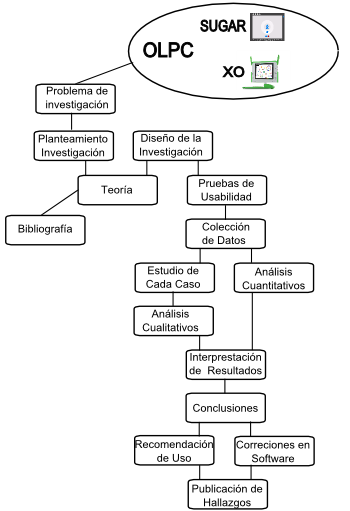 SUGAR
OLPC
XO
Problema de
investigación
Planteamiento
Investigación
Diseño de la
Investigación
Teoría
Pruebas de
Usabilidad
Bibliografía
Colección
de Datos
Estudio de
Cada Caso
Análisis
Cuantitativos
Análisis
Cualitativos
Interprestación
de Resultados
Conclusiones
Recomendación
de Uso
Correciones en
Software
Publicación de
Hallazgos